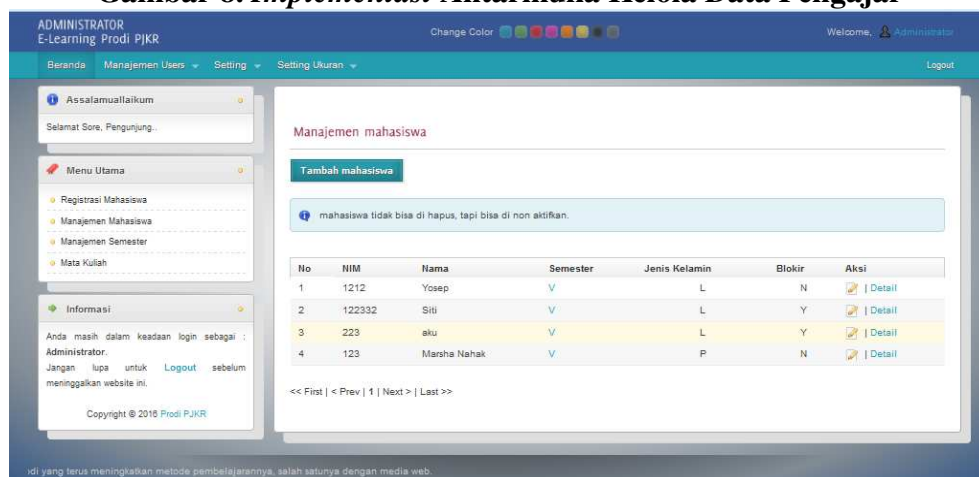 Gambar 8. Implementasi Antarmuka Kelola Data Pengajar
ADMINISTRATOR
E-Learning Prodi PJKR
Change Color
Welcome, Administrator
Beranda Manajemen Users Setting Setting Ukuran Logout
Assalamuallaikum
Selamat Sore, Pengunjung..
Menu Utama
Registrasi Mahasiswa
Manajemen Mahasiswa
Manajemen Semester
Mata Kuliah
Informasi
Anda masih dalam keadaan login sebagai :
Administrator.
Jangan lupa untuk Logout sebelum
meninggalkan website ini.
Copyright © 2016 Prodi PJKR
Manajemen mahasiswa
Tambah mahasiswa
mahasiswa tidak bisa di hapus, tapi bisa di non aktifkan.
No NIM Nama Semester Jenis Kelamin Blokir Aksi
1 1212 Yosep V L N | Detail
2 122332 Siti V L Y | Detail
3 223 aku V L Y | Detail
4 123 Marsha Nahak V P N | Detail
<< First | < Prev | 1 | Next > | Last >>
yang terus meningkatkan metode pembelajarannya, salah satunya dengan media web.